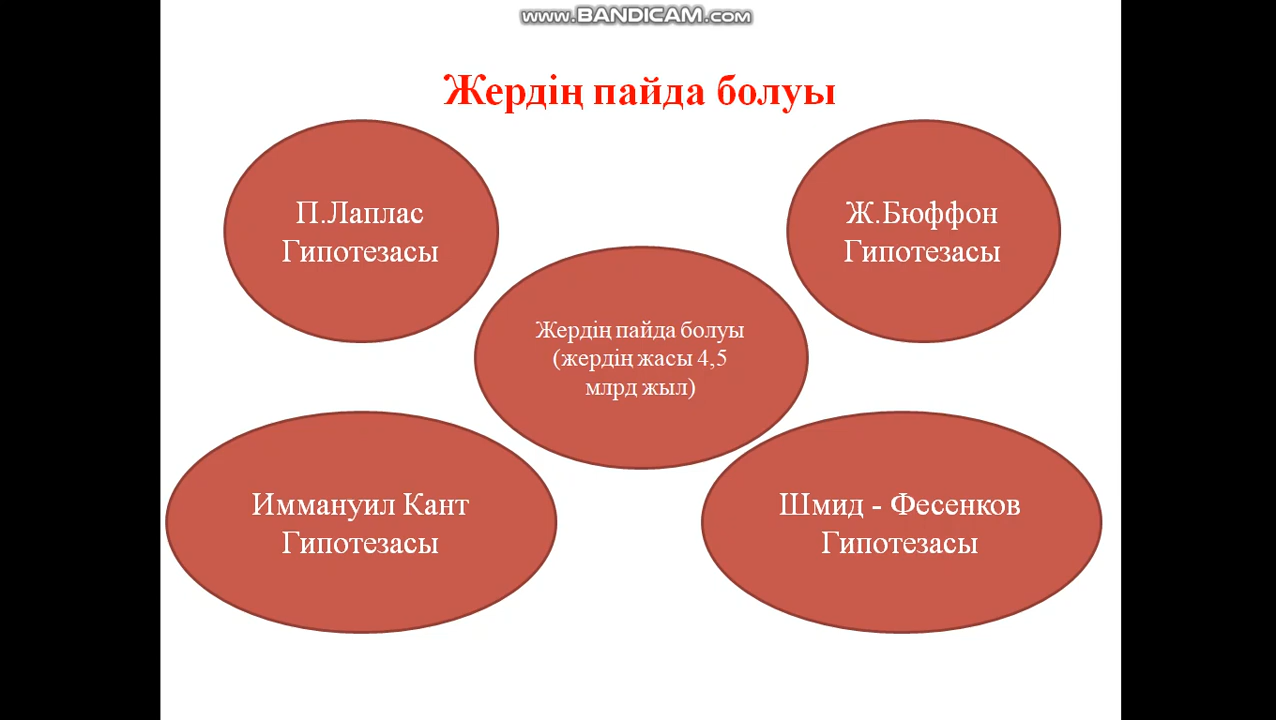 www.BANDICAM.com
Жердің пайда болуы
П.Лаплас
Гипотезасы
Ж.Бюффон
Гипотезасы
Жердің пайда болуы
(жердің жасы 4,5
млрд жыл)
Иммануил Кант
Гипотезасы
Шмид - Фесенков
Гипотезасы